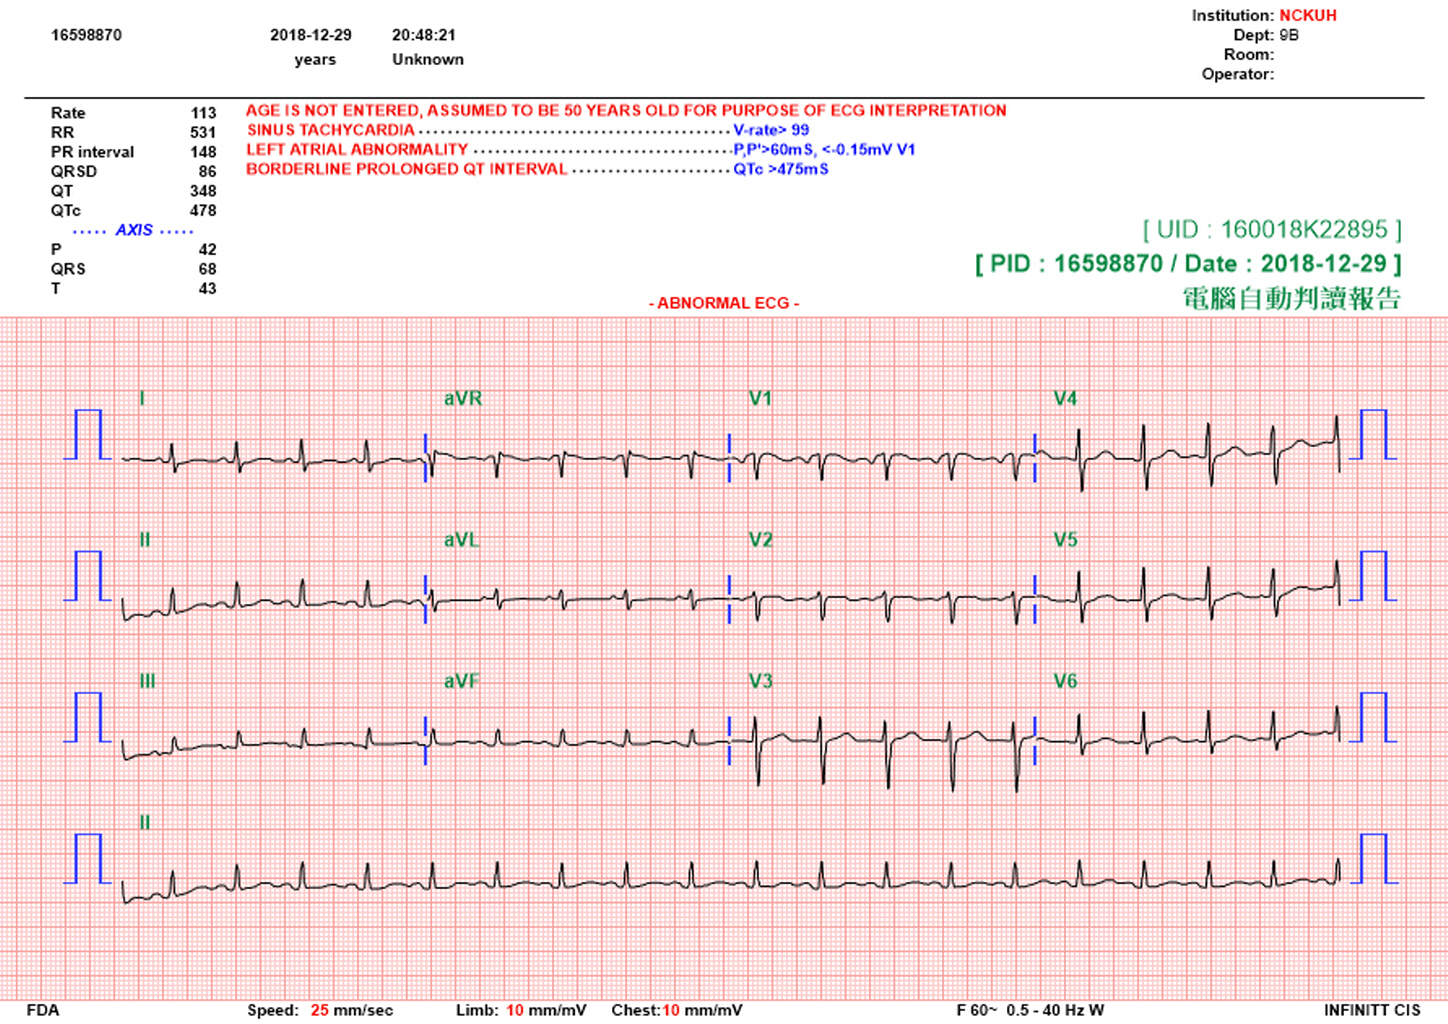 Institution: NCKUH
16598870 2018-12-29 20:48:21
Dept: 9B
years Unknown
Room:
Operator:
Rate 113
RR 531
PR interval 148
QRSD 86
QT 348
QTc 478
····· AXIS ·····
P 42
QRS 68
T 43
AGE IS NOT ENTERED, ASSUMED TO BE 50 YEARS OLD FOR PURPOSE OF ECG INTERPRETATION
SINUS TACHYCARDIA ········································ V-rate> 99
LEFT ATRIAL ABNORMALITY ································· P,P'>60mS, <-0.15mV V1
BORDERLINE PROLONGED QT INTERVAL ···················· QTc >475mS
[ UID : 160018K22895 ]
[ PID : 16598870 / Date : 2018-12-29 ]
電腦自動判讀報告
- ABNORMAL ECG -
I aVR V1 V4
II aVL V2 V5
III aVF V3 V6
II
FDA Speed: 25 mm/sec Limb: 10 mm/mV Chest:10 mm/mV F 60~ 0.5 - 40 Hz W INFINITT CIS